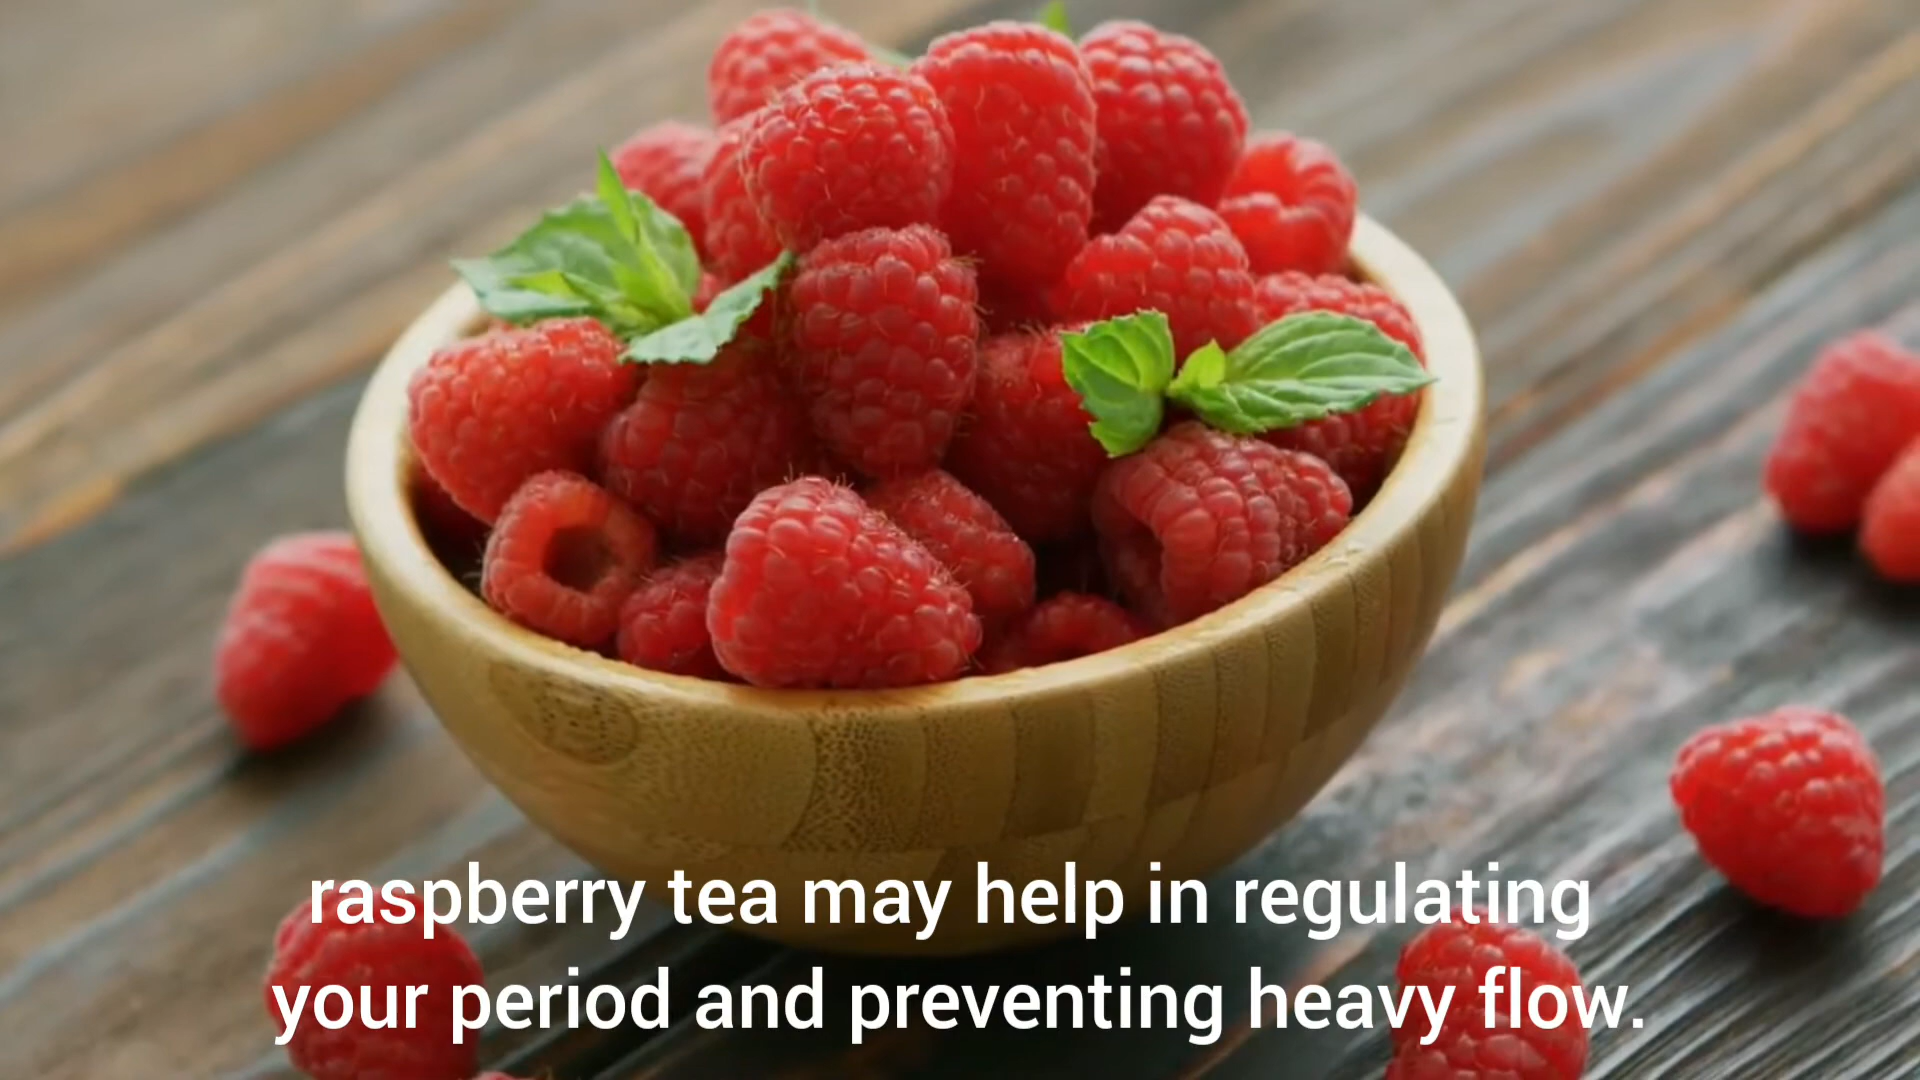 raspberry tea may help in regulating
your period and preventing heavy flow.